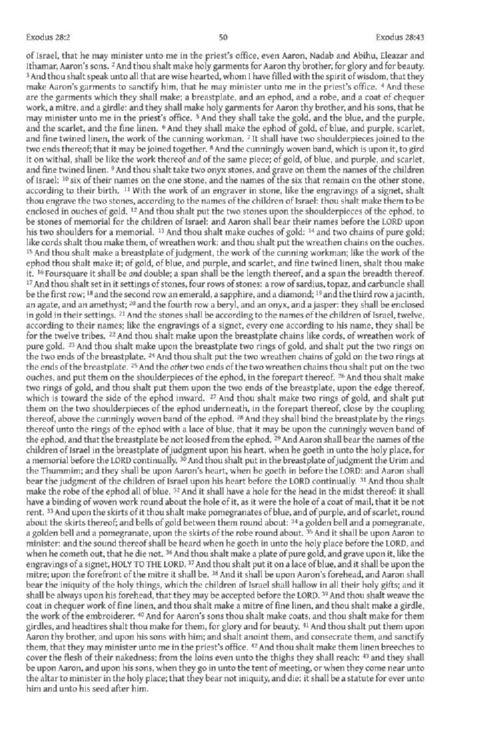 Exodus 28:2 50 Exodus 28:43
of Israel, that he may minister unto me in the priest's office, even Aaron, Nadab and Abihu, Eleazar and
Ithamar, Aaron's sons. 2 And thou shalt make holy garments for Aaron thy brother, for glory and for beauty.
3 And thou shalt speak unto all that are wise hearted, whom I have filled with the spirit of wisdom, that they
make Aaron's garments to sanctify him, that he may minister unto me in the priest's office. 4 And these
are the garments which they shall make; a breastplate, and an ephod, and a robe, and a coat of chequer
work, a mitre, and a girdle: and they shall make holy garments for Aaron thy brother, and his sons, that he
may minister unto me in the priest's office. 5 And they shall take the gold, and the blue, and the purple,
and the scarlet, and the fine linen. 6 And they shall make the ephod of gold, of blue, and purple, scarlet,
and fine twined linen, the work of the cunning workman. 7 It shall have two shoulderpieces joined to the
two ends thereof; that it may be joined together. 8 And the cunningly woven band, which is upon it, to gird
it on withal, shall be like the work thereof and of the same piece; of gold, of blue, and purple, and scarlet,
and fine twined linen. 9 And thou shalt take two onyx stones, and grave on them the names of the children
of Israel: 10 six of their names on the one stone, and the names of the six that remain on the other stone,
according to their birth. 11 With the work of an engraver in stone, like the engravings of a signet, shalt
thou engrave the two stones, according to the names of the children of Israel: thou shalt make them to be
enclosed in ouches of gold. 12 And thou shalt put the two stones upon the shoulderpieces of the ephod, to
be stones of memorial for the children of Israel: and Aaron shall bear their names before the LORD upon
his two shoulders for a memorial. 13 And thou shalt make ouches of gold: 14 and two chains of pure gold;
like cords shalt thou make them, of wreathen work: and thou shalt put the wreathen chains on the ouches.
15 And thou shalt make a breastplate of judgment, the work of the cunning workman; like the work of the
ephod thou shalt make it; of gold, of blue, and purple, and scarlet, and fine twined linen, shalt thou make
it. 16 Foursquare it shall be and double; a span shall be the length thereof, and a span the breadth thereof.
17 And thou shalt set in it settings of stones, four rows of stones: a row of sardius, topaz, and carbuncle shall
be the first row; 18 and the second row an emerald, a sapphire, and a diamond; 19 and the third row a jacinth,
an agate, and an amethyst; 20 and the fourth row a beryl, and an onyx, and a jasper: they shall be enclosed
in gold in their settings. 21 And the stones shall be according to the names of the children of Israel, twelve,
according to their names; like the engravings of a signet, every one according to his name, they shall be
for the twelve tribes. 22 And thou shalt make upon the breastplate chains like cords, of wreathen work of
pure gold. 23 And thou shalt make upon the breastplate two rings of gold, and shalt put the two rings on
the two ends of the breastplate. 24 And thou shalt put the two wreathen chains of gold on the two rings at
the ends of the breastplate. 25 And the other two ends of the two wreathen chains thou shalt put on the two
ouches, and put them on the shoulderpieces of the ephod, in the forepart thereof. 26 And thou shalt make
two rings of gold, and thou shalt put them upon the two ends of the breastplate, upon the edge thereof,
which is toward the side of the ephod inward. 27 And thou shalt make two rings of gold, and shalt put
them on the two shoulderpieces of the ephod underneath, in the forepart thereof, close by the coupling
thereof, above the cunningly woven band of the ephod. 28 And they shall bind the breastplate by the rings
thereof unto the rings of the ephod with a lace of blue, that it may be upon the cunningly woven band of
the ephod, and that the breastplate be not loosed from the ephod. 29 And Aaron shall bear the names of the
children of Israel in the breastplate of judgment upon his heart, when he goeth in unto the holy place, for
a memorial before the LORD continually. 30 And thou shalt put in the breastplate of judgment the Urim and
the Thummim; and they shall be upon Aaron's heart, when he goeth in before the LORD: and Aaron shall
bear the judgment of the children of Israel upon his heart before the LORD continually. 31 And thou shalt
make the robe of the ephod all of blue. 32 And it shall have a hole for the head in the midst thereof: it shall
have a binding of woven work round about the hole of it, as it were the hole of a coat of mail, that it be not
rent. 33 And upon the skirts of it thou shalt make pomegranates of blue, and of purple, and of scarlet, round
about the skirts thereof; and bells of gold between them round about: 34 a golden bell and a pomegranate,
a golden bell and a pomegranate, upon the skirts of the robe round about. 35 And it shall be upon Aaron to
minister: and the sound thereof shall be heard when he goeth in unto the holy place before the LORD, and
when he cometh out, that he die not. 36 And thou shalt make a plate of pure gold, and grave upon it, like the
engravings of a signet, HOLY TO THE LORD. 37 And thou shalt put it on a lace of blue, and it shall be upon the
mitre; upon the forefront of the mitre it shall be. 38 And it shall be upon Aaron's forehead, and Aaron shall
bear the iniquity of the holy things, which the children of Israel shall hallow in all their holy gifts; and it
shall be always upon his forehead, that they may be accepted before the LORD. 39 And thou shalt weave the
coat in chequer work of fine linen, and thou shalt make a mitre of fine linen, and thou shalt make a girdle,
the work of the embroiderer. 40 And for Aaron's sons thou shalt make coats, and thou shalt make for them
girdles, and headtires shalt thou make for them, for glory and for beauty. 41 And thou shalt put them upon
Aaron thy brother, and upon his sons with him; and shalt anoint them, and consecrate them, and sanctify
them, that they may minister unto me in the priest's office. 42 And thou shalt make them linen breeches to
cover the flesh of their nakedness; from the loins even unto the thighs they shall reach: 43 and they shall
be upon Aaron, and upon his sons, when they go in unto the tent of meeting, or when they come near unto
the altar to minister in the holy place; that they bear not iniquity, and die: it shall be a statute for ever unto
him and unto his seed after him.